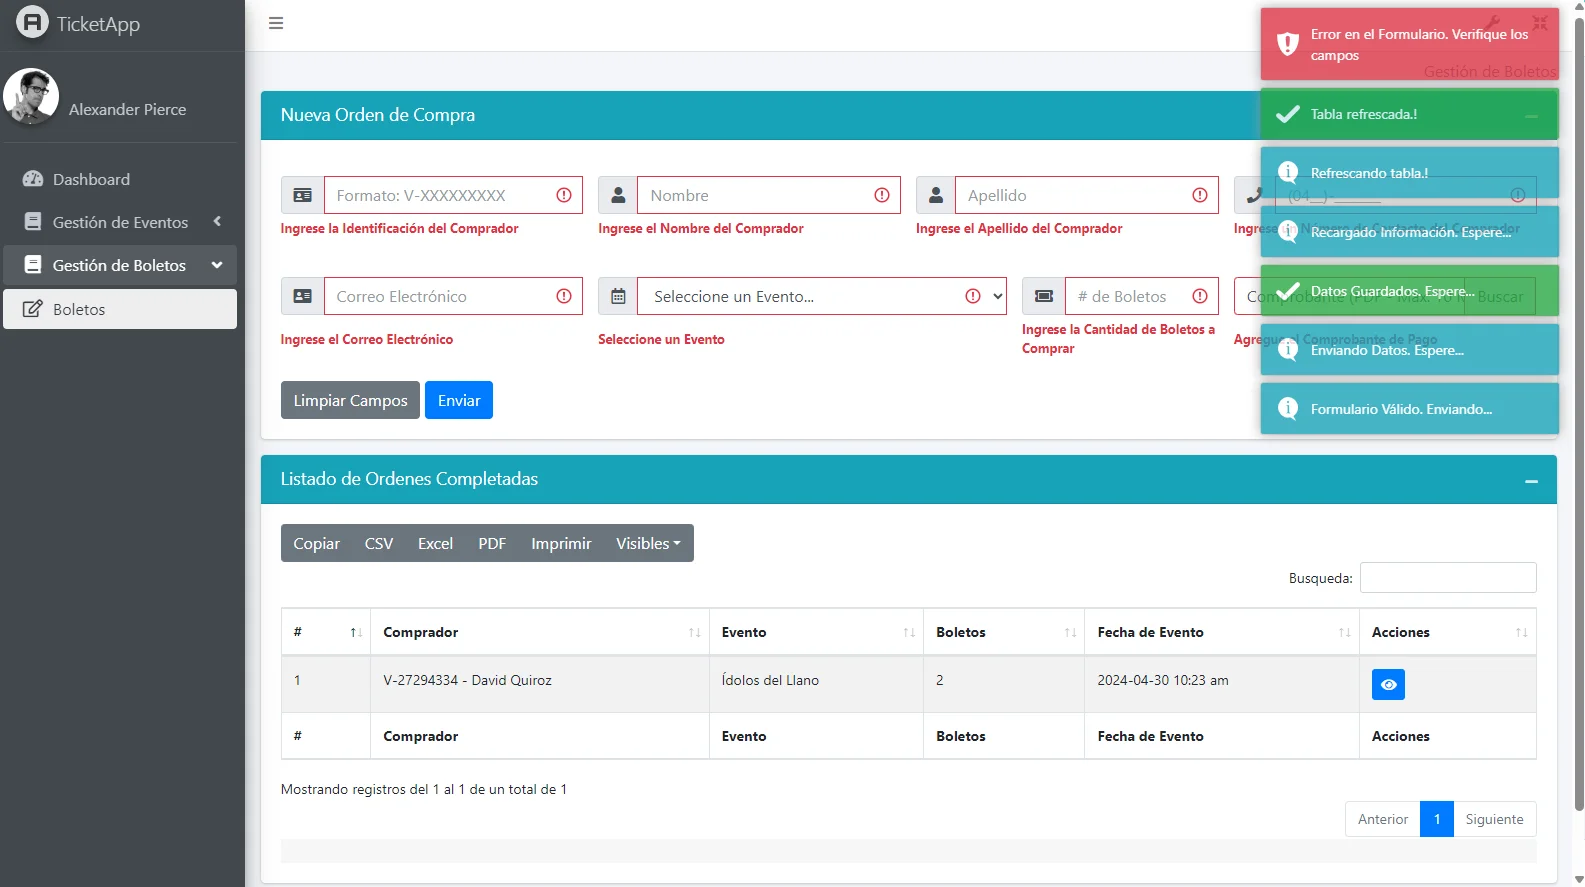 TicketApp
Alexander Pierce
Dashboard
Gestión de Eventos
Gestión de Boletos
Boletos
Error en el Formulario. Verifique los
campos
Gestión de Boletos
Tabla refrescada.!
Refrescando tabla.!
Recargado Información. Espere...
Datos Guardados. Espere...
Enviando Datos. Espere...
Formulario Válido. Enviando...
Nueva Orden de Compra
Formato: V-XXXXXXXXX
Nombre
Apellido
(04__)-_______
Ingrese la Identificación del Comprador
Ingrese el Nombre del Comprador
Ingrese el Apellido del Comprador
Ingrese un Número de Contacto del Comprador
Correo Electrónico
Seleccione un Evento...
# de Boletos
Comprobante (PDF - Max. 10
Buscar
Ingrese el Correo Electrónico
Seleccione un Evento
Ingrese la Cantidad de Boletos a
Comprar
Agregue el Comprobante de Pago
Limpiar Campos
Enviar
Listado de Ordenes Completadas
Copiar CSV Excel PDF Imprimir Visibles
Busqueda:
# Comprador Evento Boletos Fecha de Evento Acciones
1 V-27294334 - David Quiroz Ídolos del Llano 2 2024-04-30 10:23 am
# Comprador Evento Boletos Fecha de Evento Acciones
Mostrando registros del 1 al 1 de un total de 1
Anterior 1 Siguiente